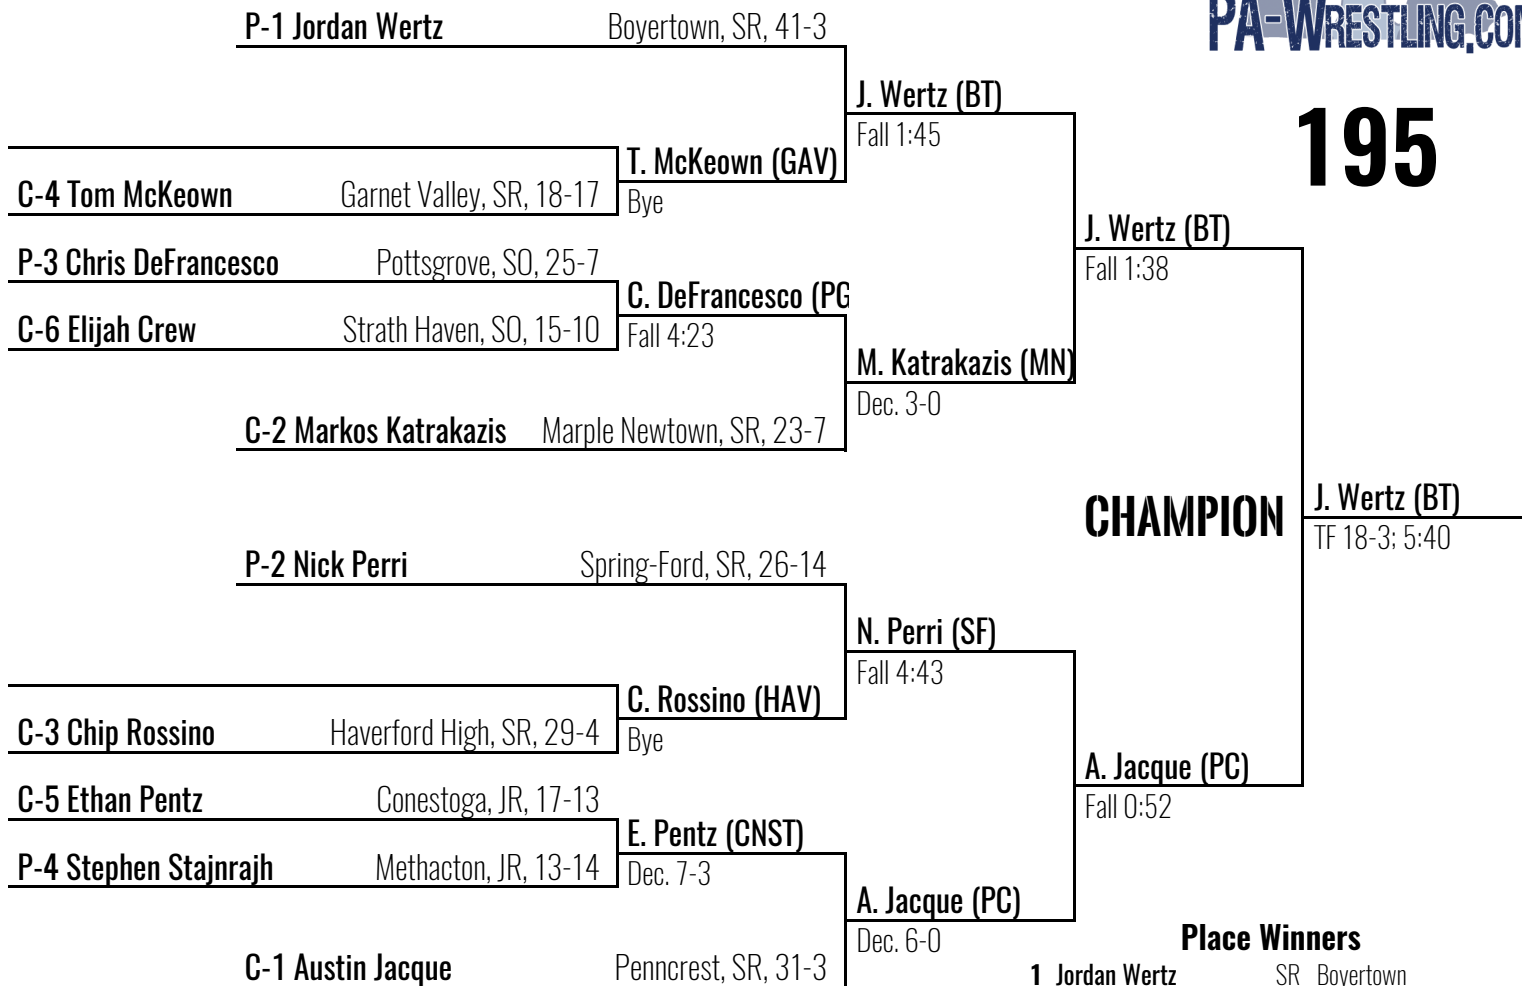 P-1 Jordan Wertz Boyertown, SR, 41-3
PA-WRESTLING.COM
J. Wertz (BT)
Fall 1:45
195
T. McKeown (GAV)
C-4 Tom McKeown Garnet Valley, SR, 18-17
Bye
J. Wertz (BT)
Fall 1:38
P-3 Chris DeFrancesco Pottsgrove, SO, 25-7
C. DeFrancesco (PG
C-6 Elijah Crew Strath Haven, SO, 15-10
Fall 4:23
M. Katrakazis (MN)
Dec. 3-0
C-2 Markos Katrakazis Marple Newtown, SR, 23-7
CHAMPION
J. Wertz (BT)
TF 18-3; 5:40
P-2 Nick Perri Spring-Ford, SR, 26-14
N. Perri (SF)
Fall 4:43
C. Rossino (HAV)
C-3 Chip Rossino Haverford High, SR, 29-4
Bye
A. Jacque (PC)
Fall 0:52
C-5 Ethan Pentz Conestoga, JR, 17-13
E. Pentz (CNST)
P-4 Stephen Stajnrajh Methacton, JR, 13-14
Dec. 7-3
A. Jacque (PC)
Dec. 6-0
Place Winners
C-1 Austin Jacque Penncrest, SR, 31-3
1 Jordan Wertz SR Boyertown